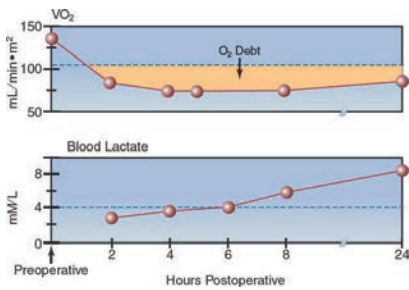 VO₂
150
100
50
mL/min•m²
O₂ Debt
Blood Lactate
8
4
0
mM/L
2 4 6 8 24
Preoperative
Hours Postoperative